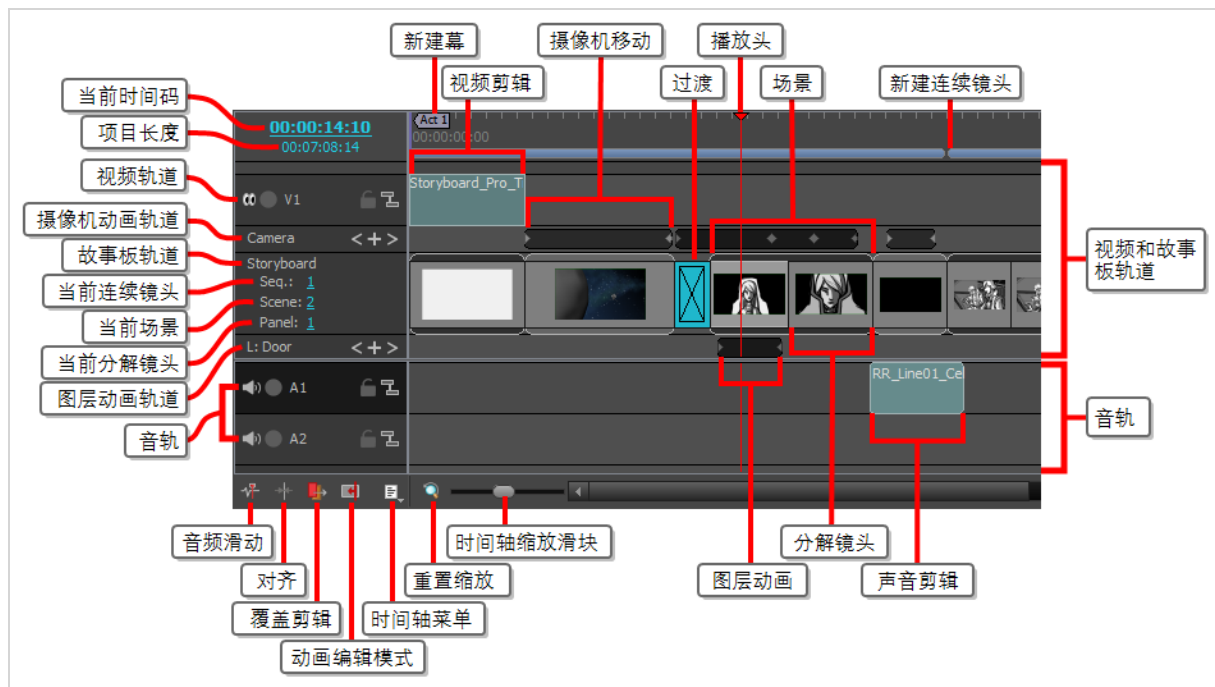 新建幕
摄像机移动
播放头
视频剪辑
过渡
场景
新建连续镜头
当前时间码
项目长度
视频轨道
摄像机动画轨道
故事板轨道
当前连续镜头
当前场景
当前分解镜头
图层动画轨道
音轨
00:00:14:10
00:07:08:14
Act 1
00:00:00:00
V1
Storyboard_Pro_T
Camera
Storyboard
Seq.: 1
Scene: 2
Panel: 1
L: Door
A1
RR_Line01_Cel
A2
视频和故事
板轨道
音轨
音频滑动
对齐
覆盖剪辑
动画编辑模式
时间轴菜单
重置缩放
时间轴缩放滑块
图层动画
分解镜头
声音剪辑